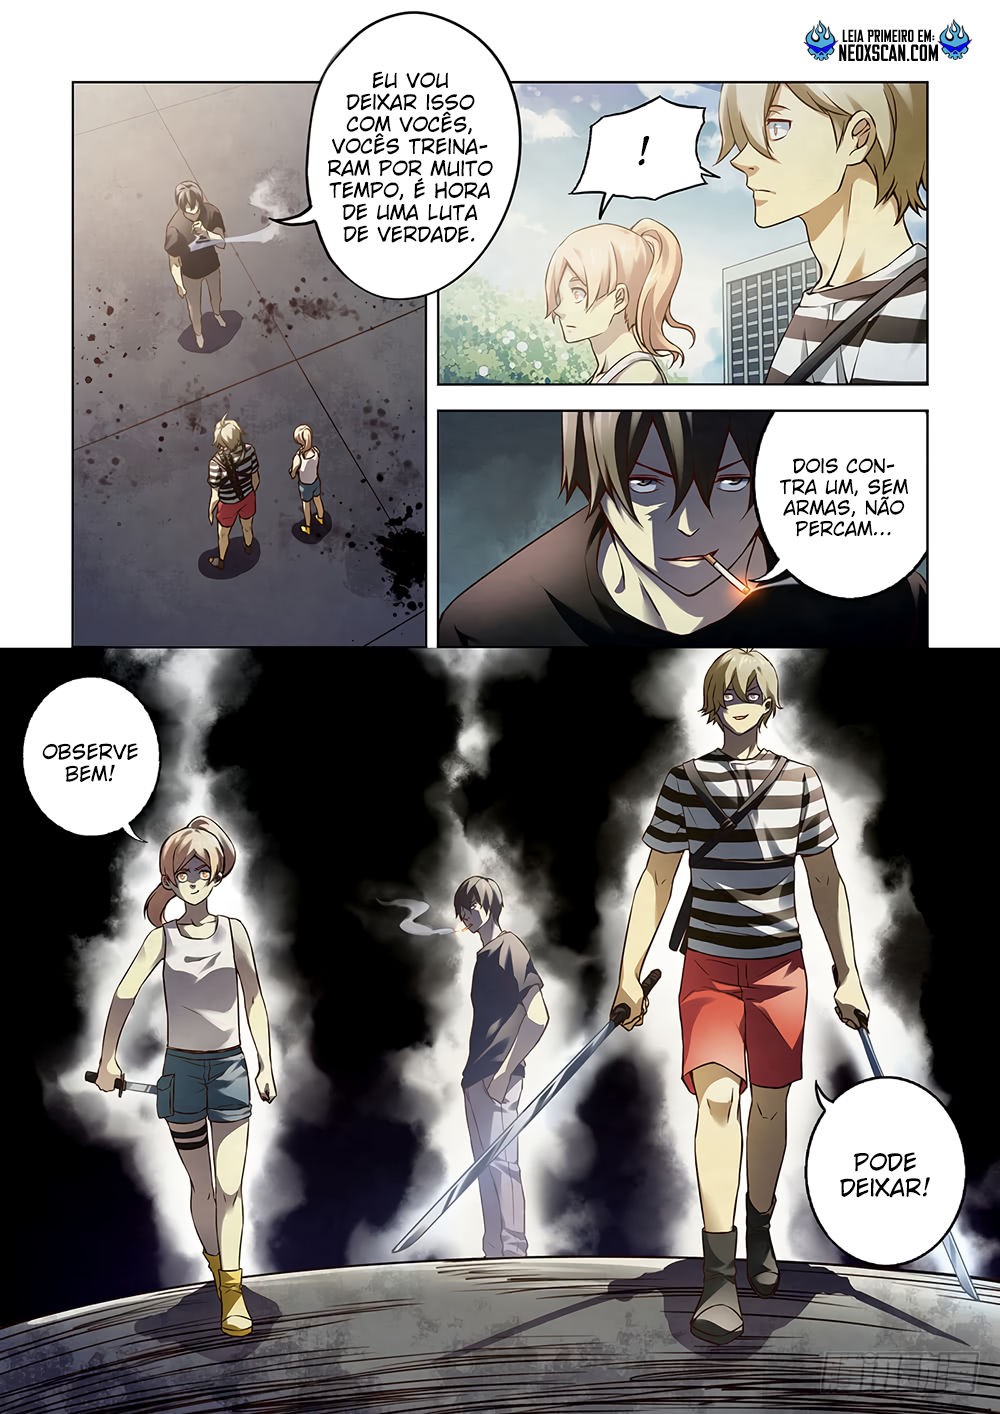 LEIA PRIMEIRO EM:
NEOXSCAN.COM
EU VOU
DEIXAR ISSO
COM VOCÊS,
VOCÊS TREINA-
RAM POR MUITO
TEMPO, É HORA
DE UMA LUTA
DE VERDADE.
!
DOIS CON-
TRA UM, SEM
ARMAS, NÃO
PERCAM...
OBSERVE
BEM!
PODE
DEIXAR!